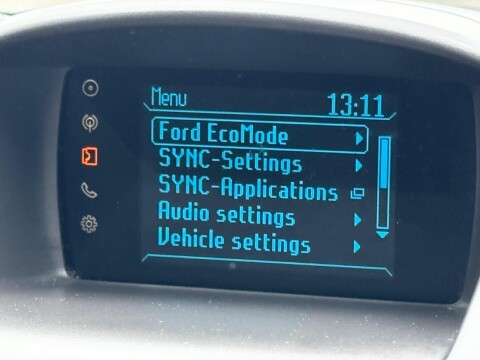 Menu 13:11
Ford EcoMode
SYNC-Settings
SYNC-Applications
Audio settings
Vehicle settings